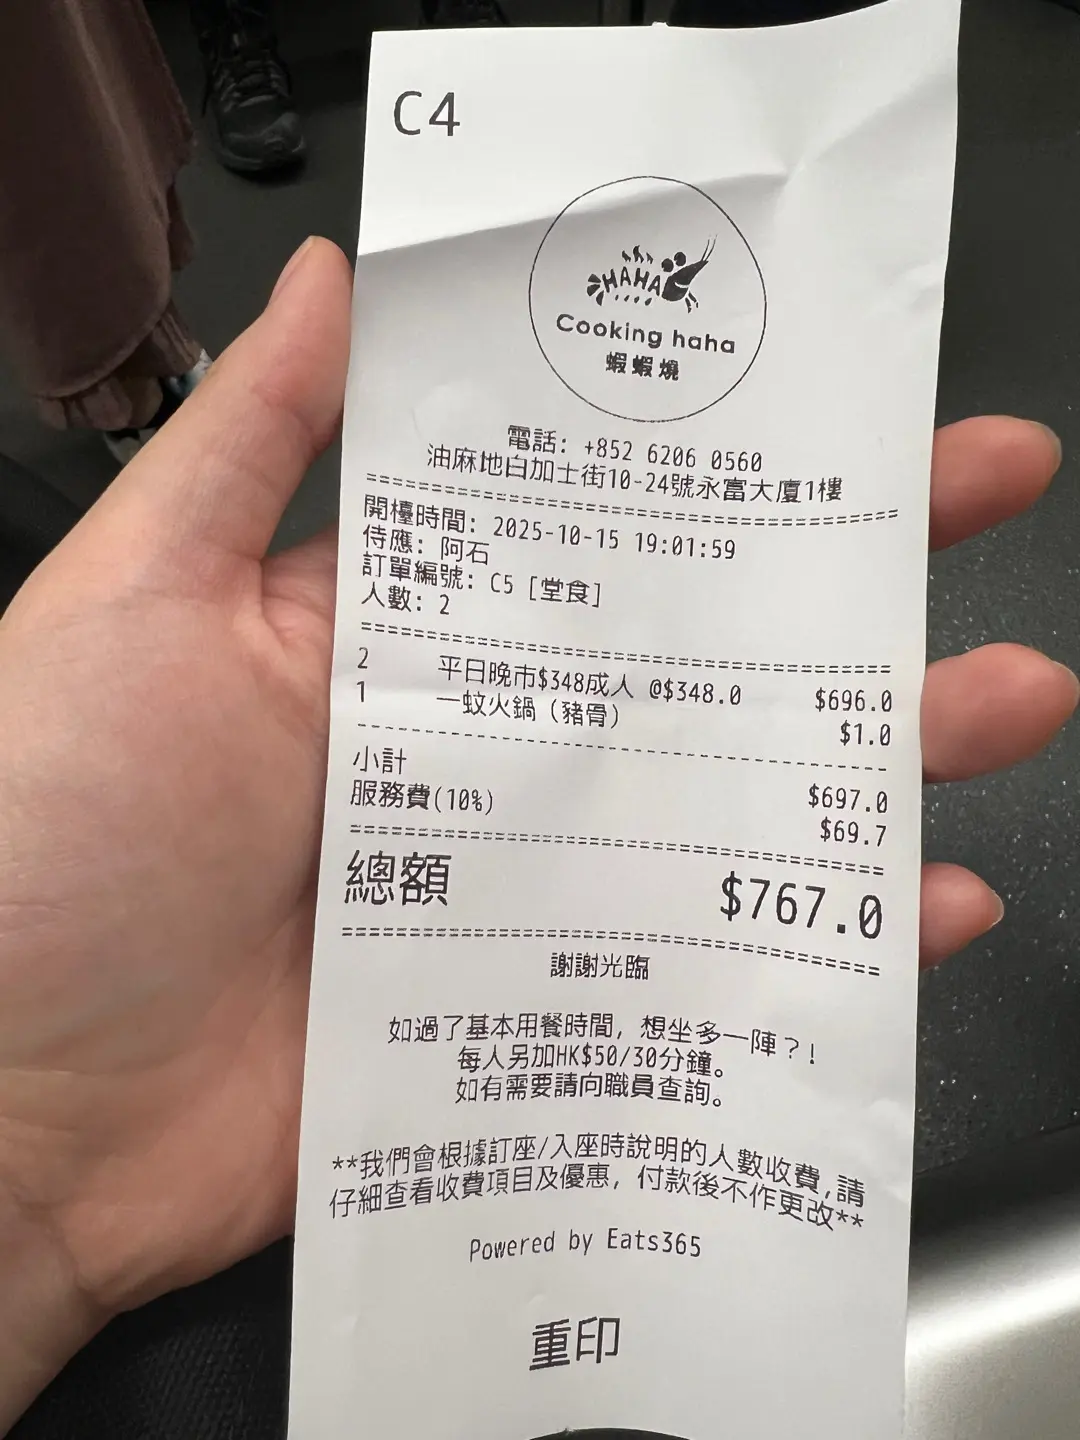 C4
HAHA
Cooking haha
蝦蝦燒
電話: +852 6206 0560
油麻地白加士街10-24號永富大廈1樓
==========================================
開檯時間: 2025-10-15 19:01:59
侍應: 阿石
訂單編號: C5 [堂食]
人數: 2
==========================================
2 平日晚市$348成人 @$348.0 $696.0
1 一蚊火鍋 (豬骨) $1.0
------------------------------------------
小計 $697.0
服務費(10%) $69.7
==========================================
總額 $767.0
==========================================
謝謝光臨
如過了基本用餐時間, 想坐多一陣?!
每人另加HK$50/30分鐘。
如有需要請向職員查詢。
**我們會根據訂座/入座時說明的人數收費,請
仔細查看收費項目及優惠, 付款後不作更改**
Powered by Eats365
重印